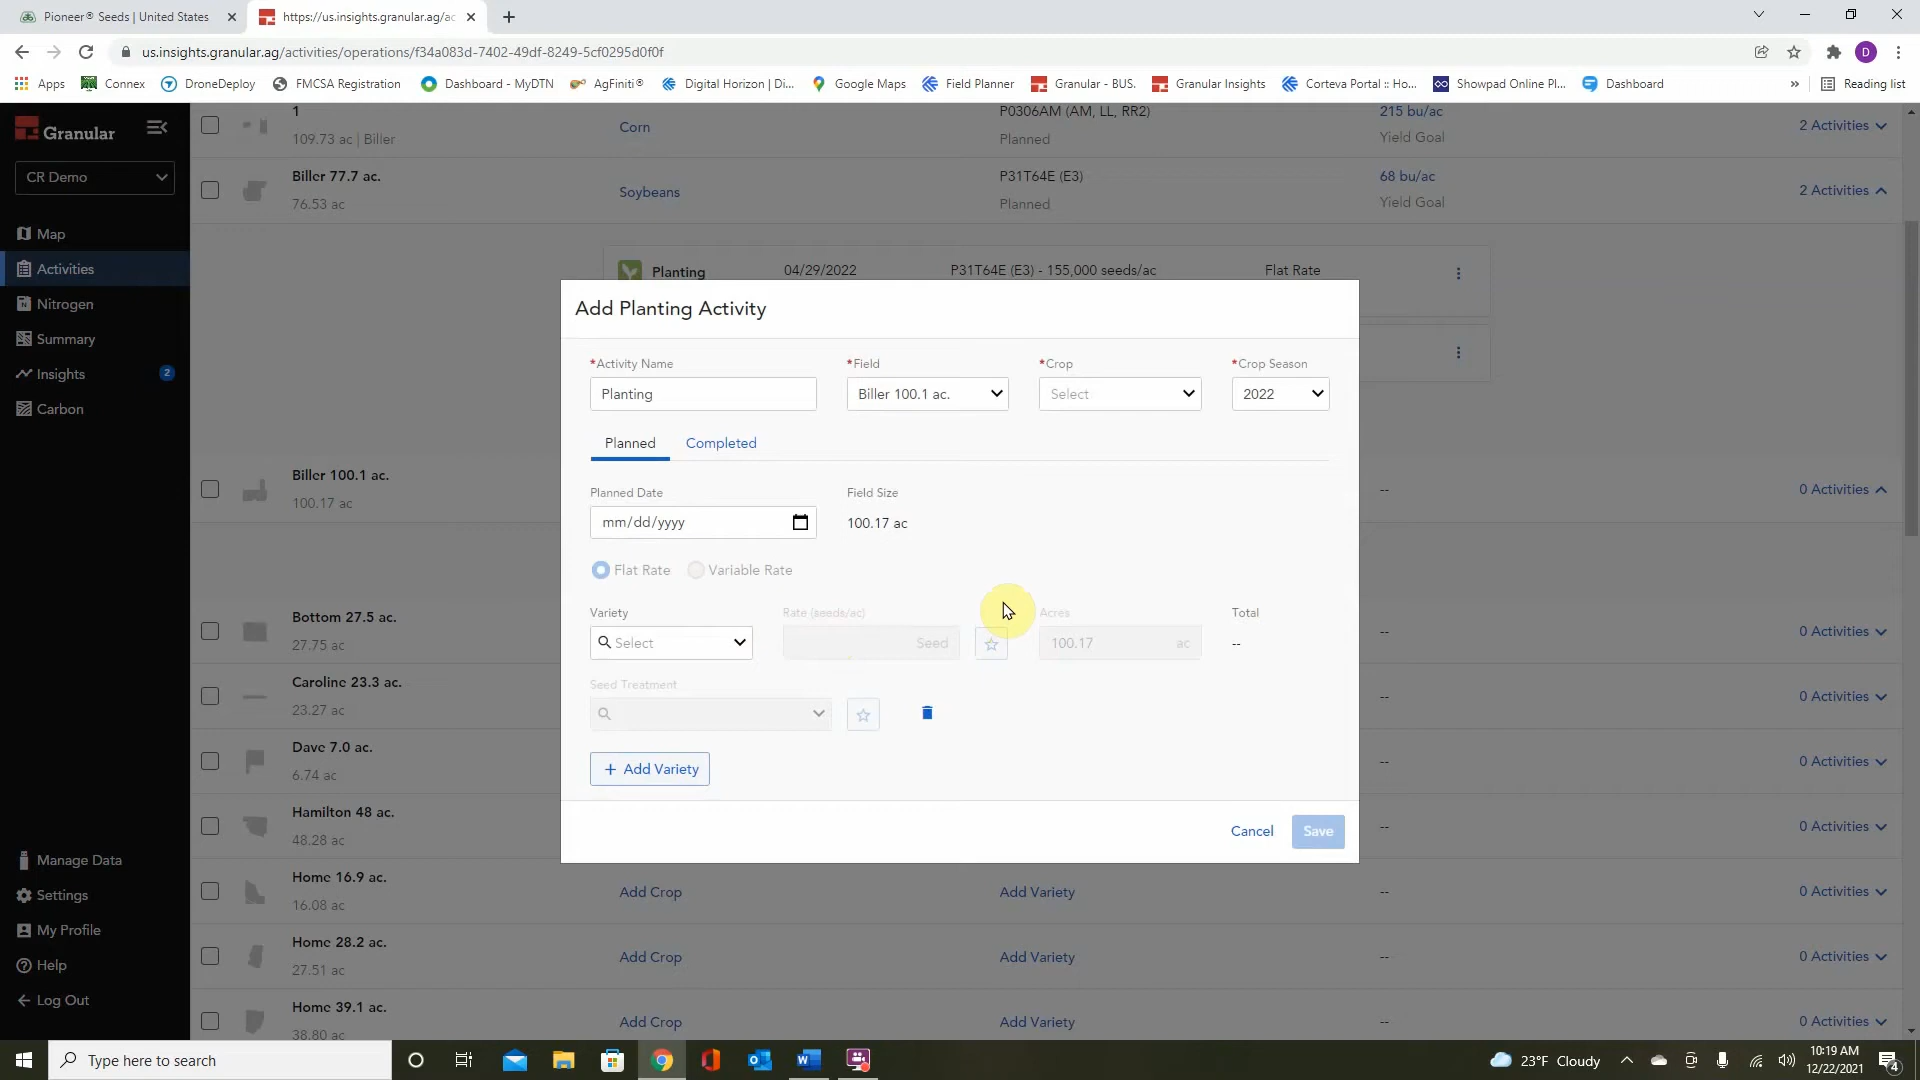 Pioneer® Seeds | United States
https://us.insights.granular.ag/ac
us.insights.granular.ag/activities/operations/f34a083d-7402-49df-8249-5cf0295d0f0f
D
Apps
Connex
DroneDeploy
FMCSA Registration
Dashboard - MyDTN
AgFiniti®
Digital Horizon | Di...
Google Maps
Field Planner
Granular - BUS.
Granular Insights
Corteva Portal :: Ho...
Showpad Online Pl...
Dashboard
»
Reading list
Granular
CR Demo
Map
Activities
Nitrogen
Summary
Insights 2
Carbon
Manage Data
Settings
My Profile
Help
Log Out
1
109.73 ac | Biller
Corn
P0306AM (AM, LL, RR2)
Planned
215 bu/ac
Yield Goal
2 Activities
Biller 77.7 ac.
76.53 ac
Soybeans
P31T64E (E3)
Planned
68 bu/ac
Yield Goal
2 Activities
Planting 04/29/2022 P31T64E (E3) - 155,000 seeds/ac Flat Rate
Add Planting Activity
*Activity Name
Planting
*Field
Biller 100.1 ac.
*Crop
Select
*Crop Season
2022
Planned Completed
Planned Date
mm/dd/yyyy
Field Size
100.17 ac
Flat Rate Variable Rate
Variety
Select
Rate (seeds/ac)
Seed
Acres
100.17 ac
Total
--
Seed Treatment
+ Add Variety
Cancel Save
Biller 100.1 ac.
100.17 ac
--
0 Activities
Bottom 27.5 ac.
27.75 ac
--
0 Activities
Caroline 23.3 ac.
23.27 ac
--
0 Activities
Dave 7.0 ac.
6.74 ac
--
0 Activities
Hamilton 48 ac.
48.28 ac
--
0 Activities
Home 16.9 ac.
16.08 ac
Add Crop
Add Variety
--
0 Activities
Home 28.2 ac.
27.51 ac
Add Crop
Add Variety
--
0 Activities
Home 39.1 ac.
38.80 ac
Add Crop
Add Variety
--
0 Activities
Type here to search
23°F Cloudy
10:19 AM
12/22/2021
4